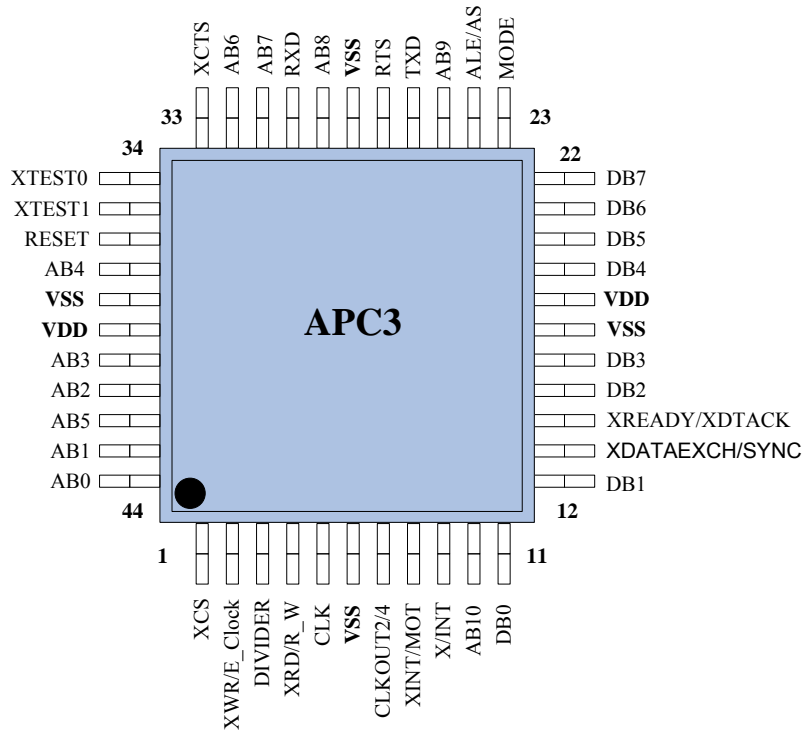 XCTS
AB6
AB7
RXD
AB8
VSS
RTS
TXD
AB9
ALE/AS
MODE
33
23
34
22
XTEST0
XTEST1
RESET
AB4
VSS
VDD
AB3
AB2
AB5
AB1
AB0
APC3
DB7
DB6
DB5
DB4
VDD
VSS
DB3
DB2
XREADY/XDTACK
XDATAEXCH/SYNC
DB1
44
12
1
11
XCS
XWR/E_Clock
DIVIDER
XRD/R_W
CLK
VSS
CLKOUT2/4
XINT/MOT
X/INT
AB10
DB0